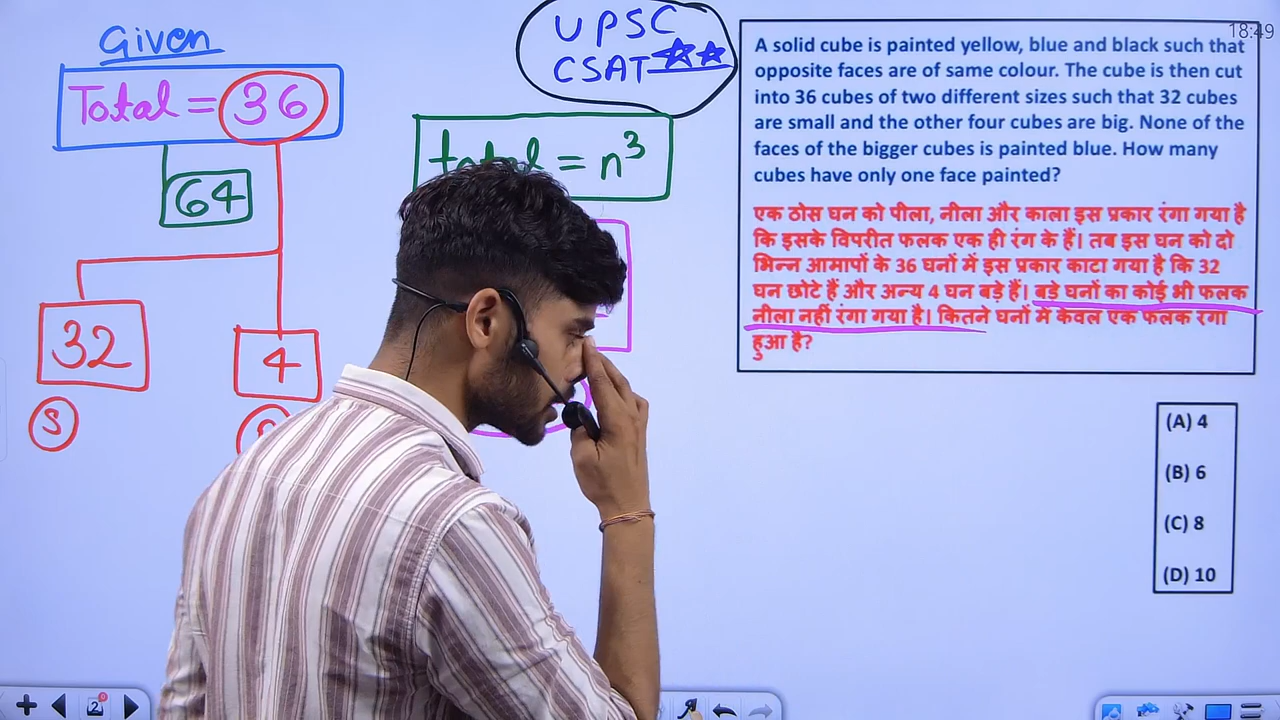 Given
Total = 36
64
32
4
S
UPSC
CSAT
total = n³
18:49
A solid cube is painted yellow, blue and black such that
opposite faces are of same colour. The cube is then cut
into 36 cubes of two different sizes such that 32 cubes
are small and the other four cubes are big. None of the
faces of the bigger cubes is painted blue. How many
cubes have only one face painted?
एक ठोस घन को पीला, नीला और काला इस प्रकार रंगा गया है
कि इसके विपरीत फलक एक ही रंग के हैं। तब इस घन को दो
भिन्न आमापों के 36 घनों में इस प्रकार काटा गया है कि 32
घन छोटे हैं और अन्य 4 घन बड़े हैं। बड़े घनों का कोई भी फलक
नीला नहीं रंगा गया है। कितने घनों में केवल एक फलक रंगा
हुआ है?
(A) 4
(B) 6
(C) 8
(D) 10
2